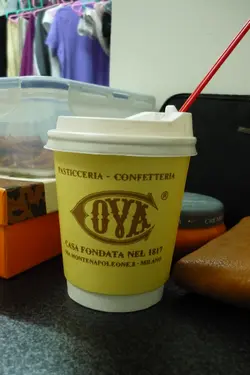 PASTICCERIA - CONFETTERIA
COVA ®
CASA FONDATA NEL 1817
VIA MONTENAPOLEONE, 8 - MILANO